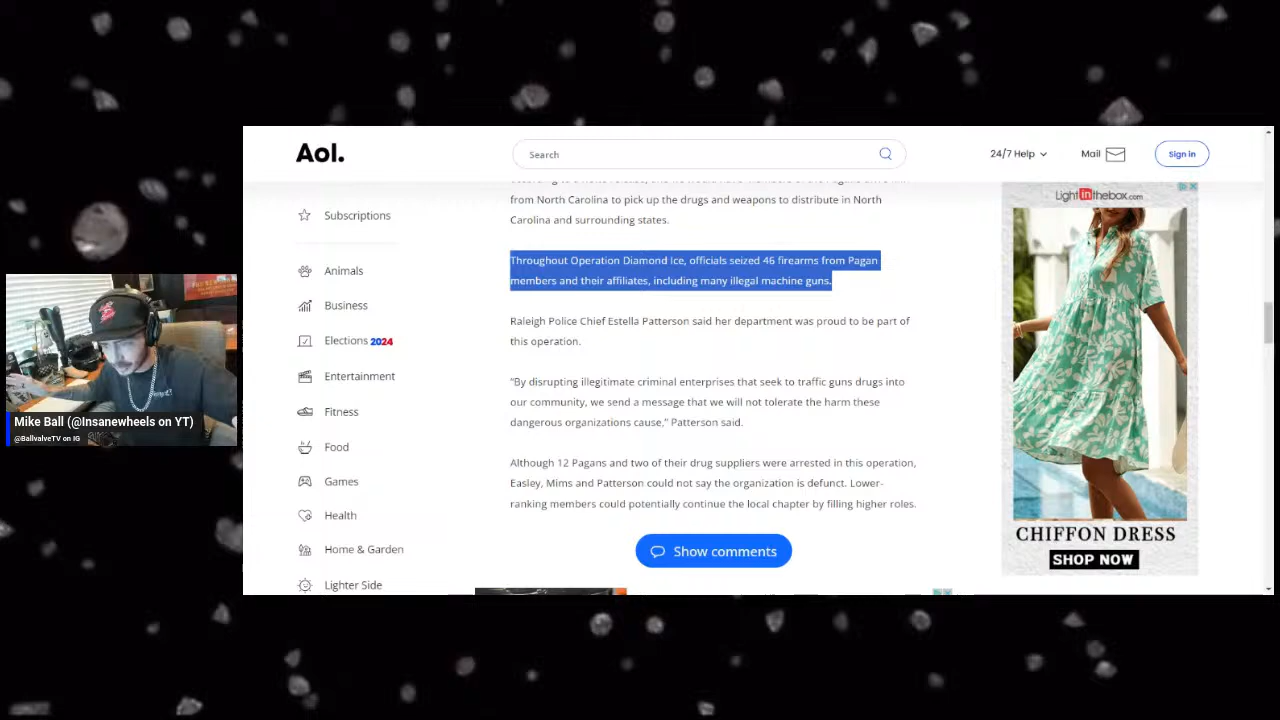 Aol.
Search
24/7 Help
Mail
Sign in
Subscriptions
Animals
Business
Elections 2024
Entertainment
Fitness
Food
Games
Health
Home & Garden
Lighter Side
from North Carolina to pick up the drugs and weapons to distribute in North
Carolina and surrounding states.
Throughout Operation Diamond Ice, officials seized 46 firearms from Pagan
members and their affiliates, including many illegal machine guns.
Raleigh Police Chief Estella Patterson said her department was proud to be part of
this operation.
“By disrupting illegitimate criminal enterprises that seek to traffic guns drugs into
our community, we send a message that we will not tolerate the harm these
dangerous organizations cause,” Patterson said.
Although 12 Pagans and two of their drug suppliers were arrested in this operation,
Easley, Mims and Patterson could not say the organization is defunct. Lower-
ranking members could potentially continue the local chapter by filling higher roles.
Show comments
Lightinthebox.com
CHIFFON DRESS
SHOP NOW
Mike Ball (@Insanewheels on YT)
@BallvalveTV on IG